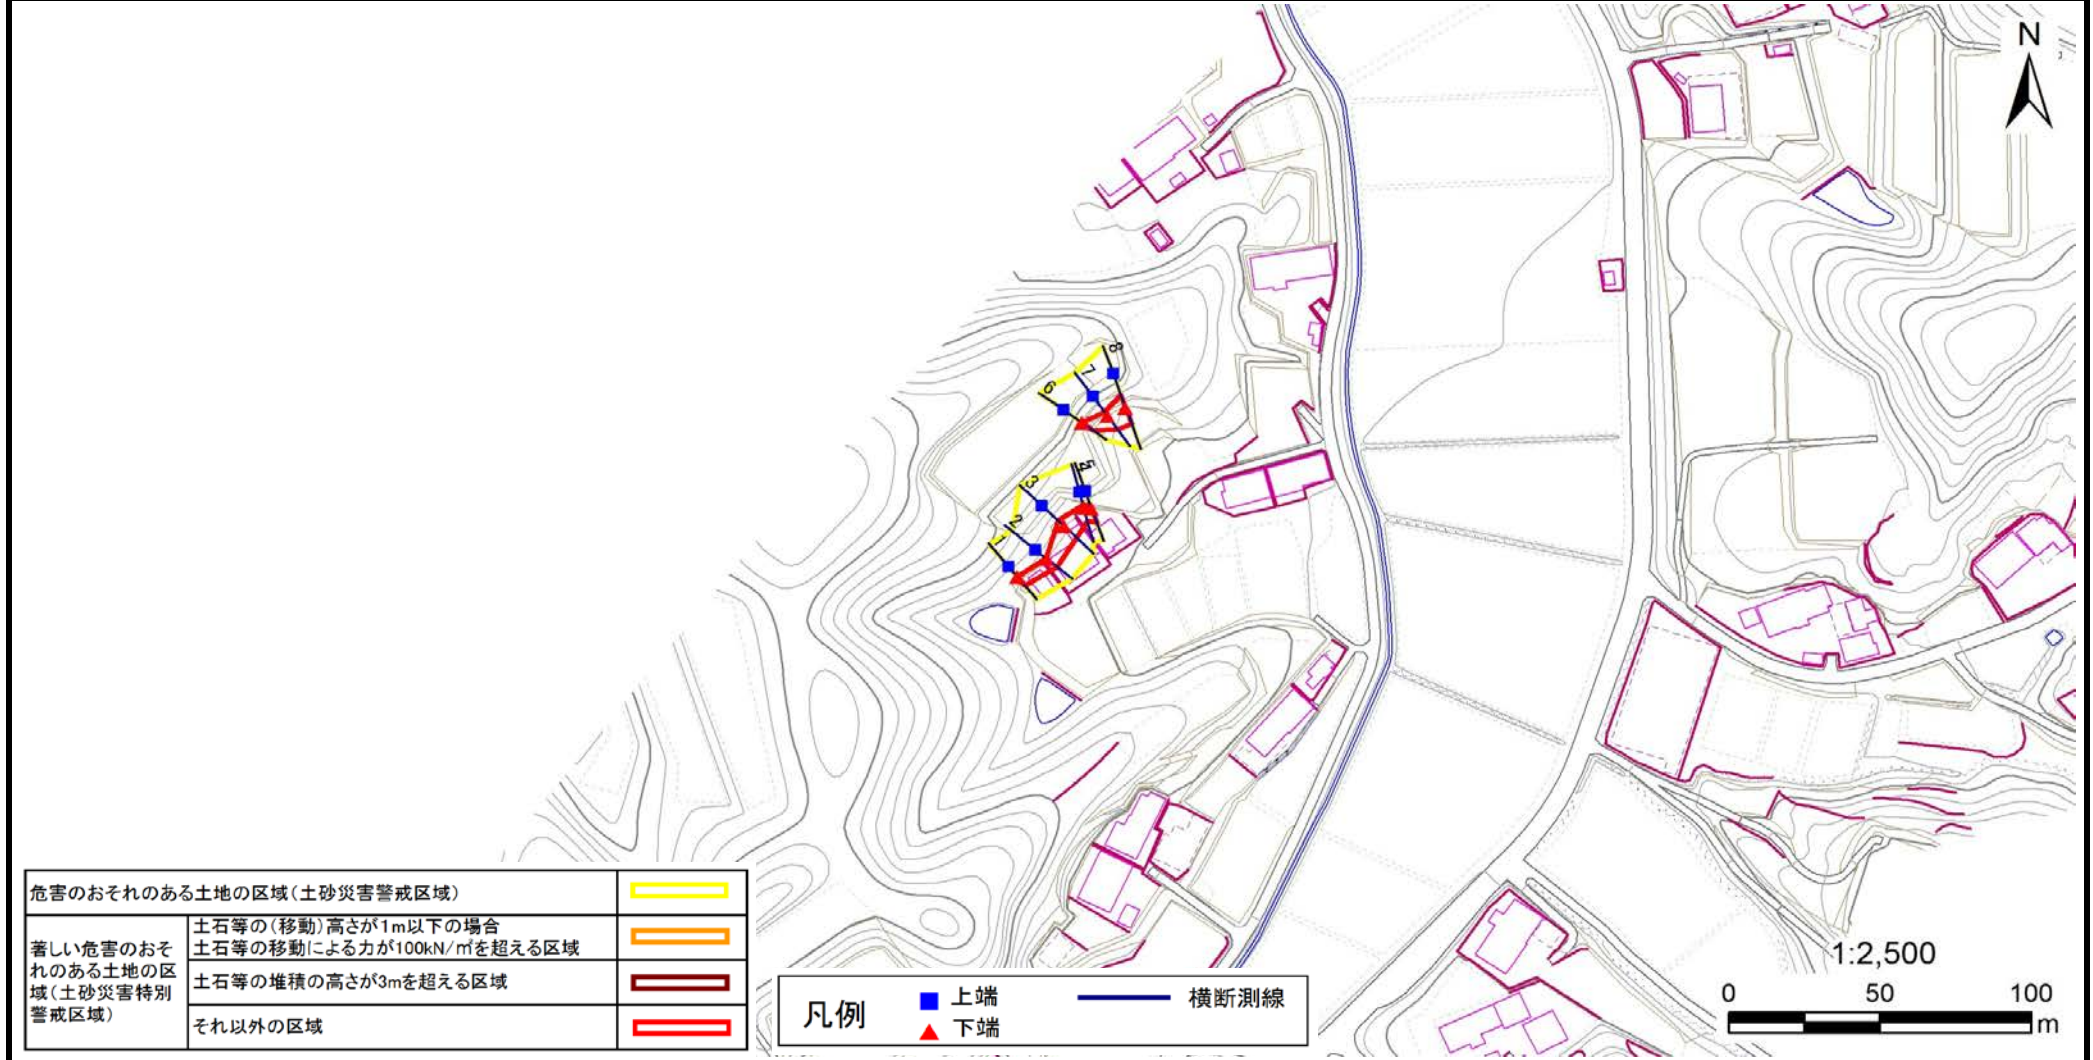 N
8
7
6
5
4
3
2
1
危害のおそれのある土地の区域(土砂災害警戒区域)
著しい危害のおそ
れのある土地の区
域(土砂災害特別
警戒区域)
土石等の(移動)高さが1m以下の場合
土石等の移動による力が100kN/㎡を超える区域
土石等の堆積の高さが3mを超える区域
それ以外の区域
凡例
上端
下端
横断測線
1:2,500
0 50 100
m